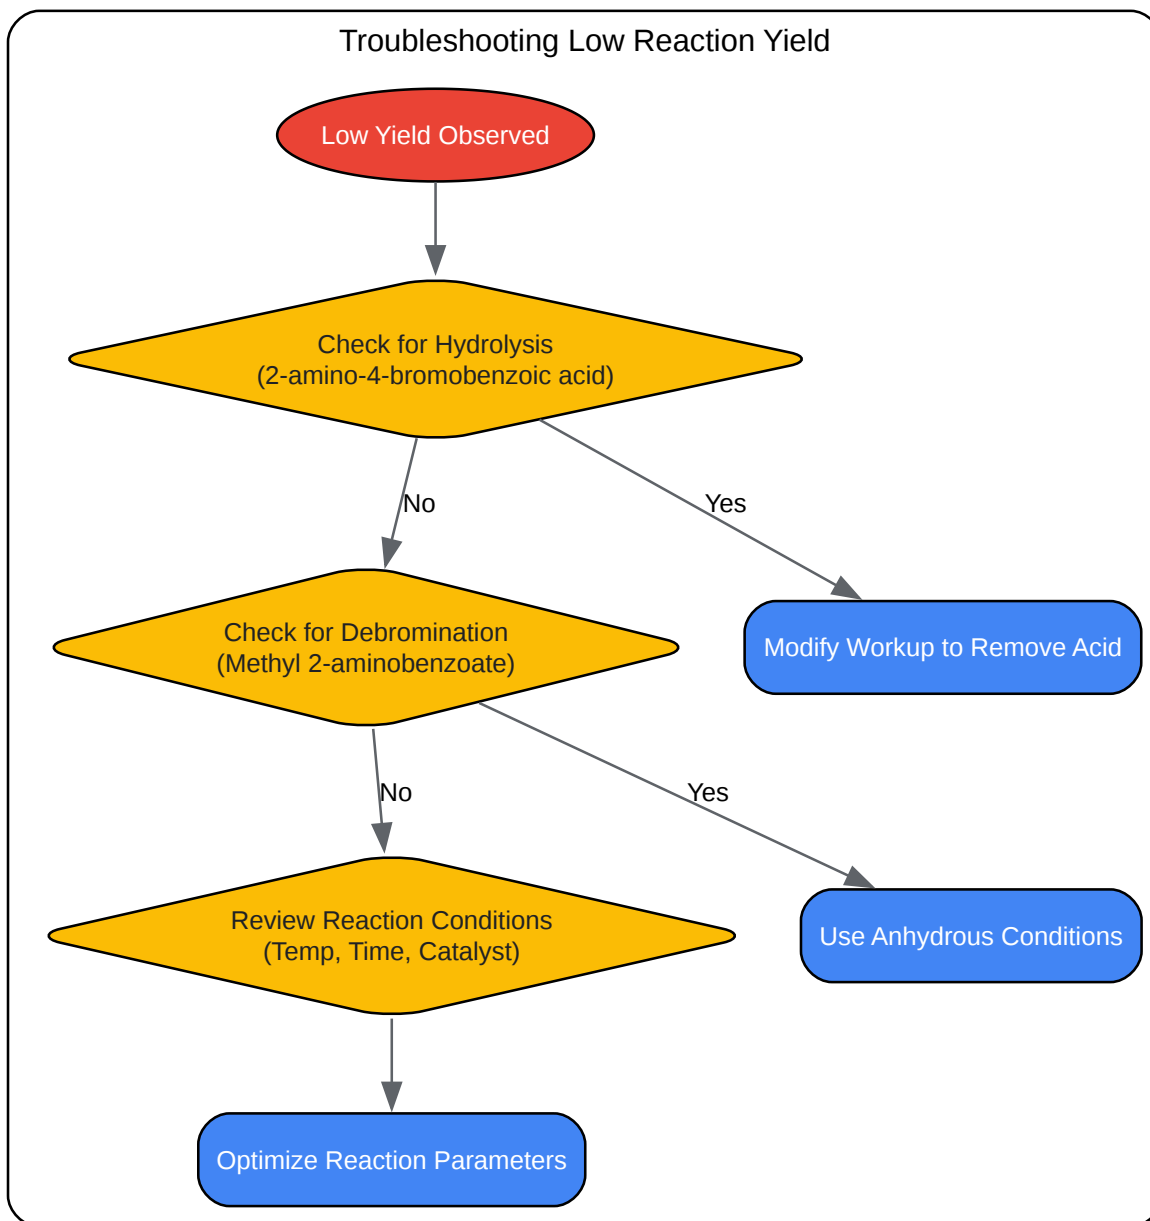 Troubleshooting Low Reaction Yield
Low Yield Observed
Check for Hydrolysis
(2-amino-4-bromobenzoic acid)
No
Yes
Check for Debromination
(Methyl 2-aminobenzoate)
Modify Workup to Remove Acid
No
Yes
Review Reaction Conditions
(Temp, Time, Catalyst)
Use Anhydrous Conditions
Optimize Reaction Parameters